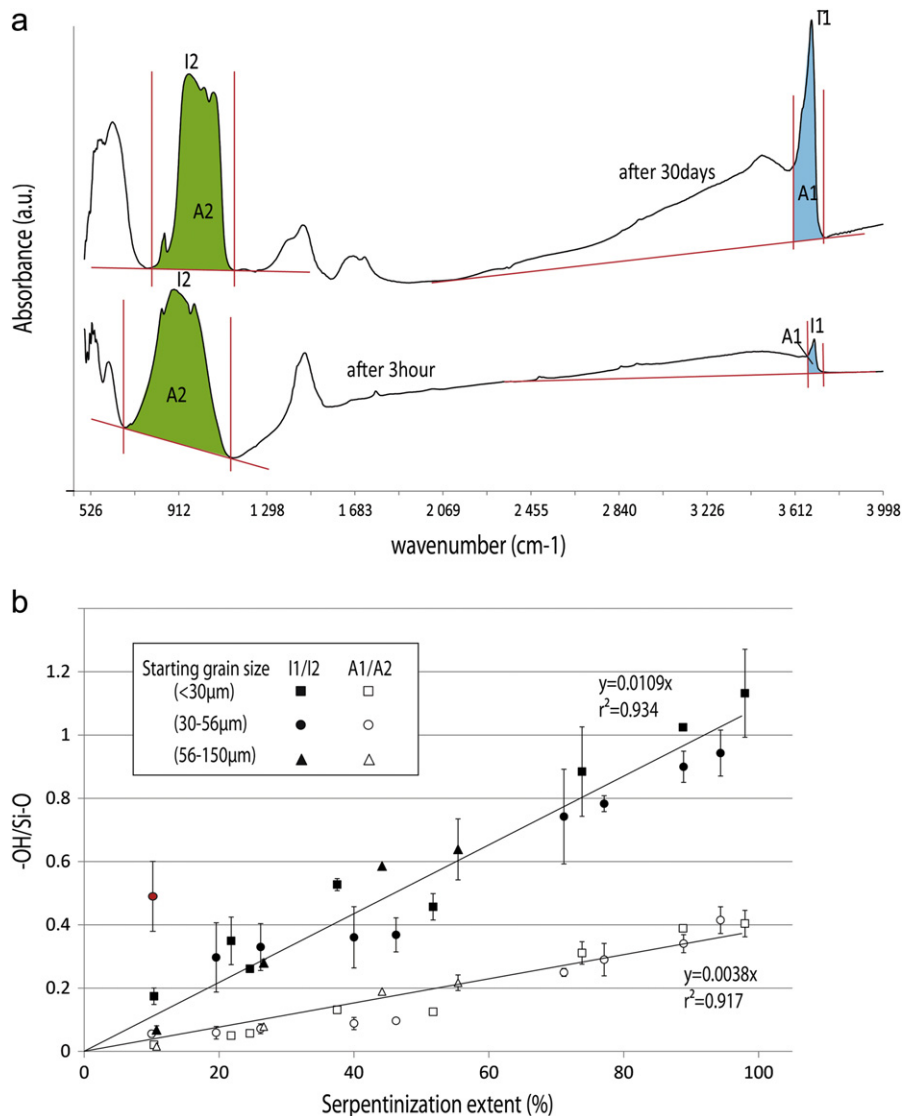 a
I2
I1
after 30days
A2
A1
I2
I1
A1
after 3hour
A2
Absorbance (a.u.)
526 912 1 298 1 683 2 069 2 455 2 840 3 226 3 612 3 998
wavenumber (cm-1)
b
Starting grain size I1/I2 A1/A2
(<30µm)
(30-56µm)
(56-150µm)
y=0.0109x
r²=0.934
y=0.0038x
r²=0.917
-OH/Si-O
1.2
1
0.8
0.6
0.4
0.2
0
0 20 40 60 80 100
Serpentinization extent (%)